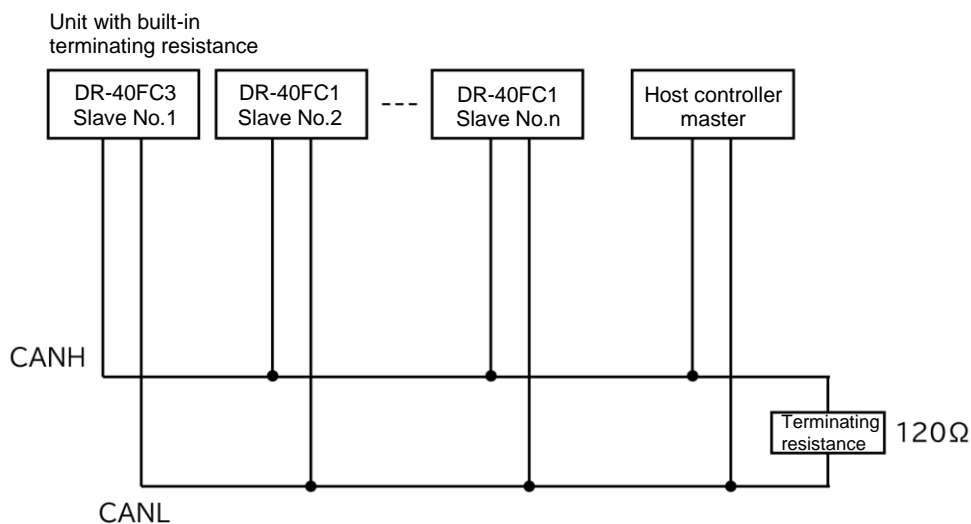 Unit with built-in
terminating resistance
DR-40FC3
Slave No.1
DR-40FC1
Slave No.2
DR-40FC1
Slave No.n
Host controller
master
CANH
Terminating
resistance
120Ω
CANL